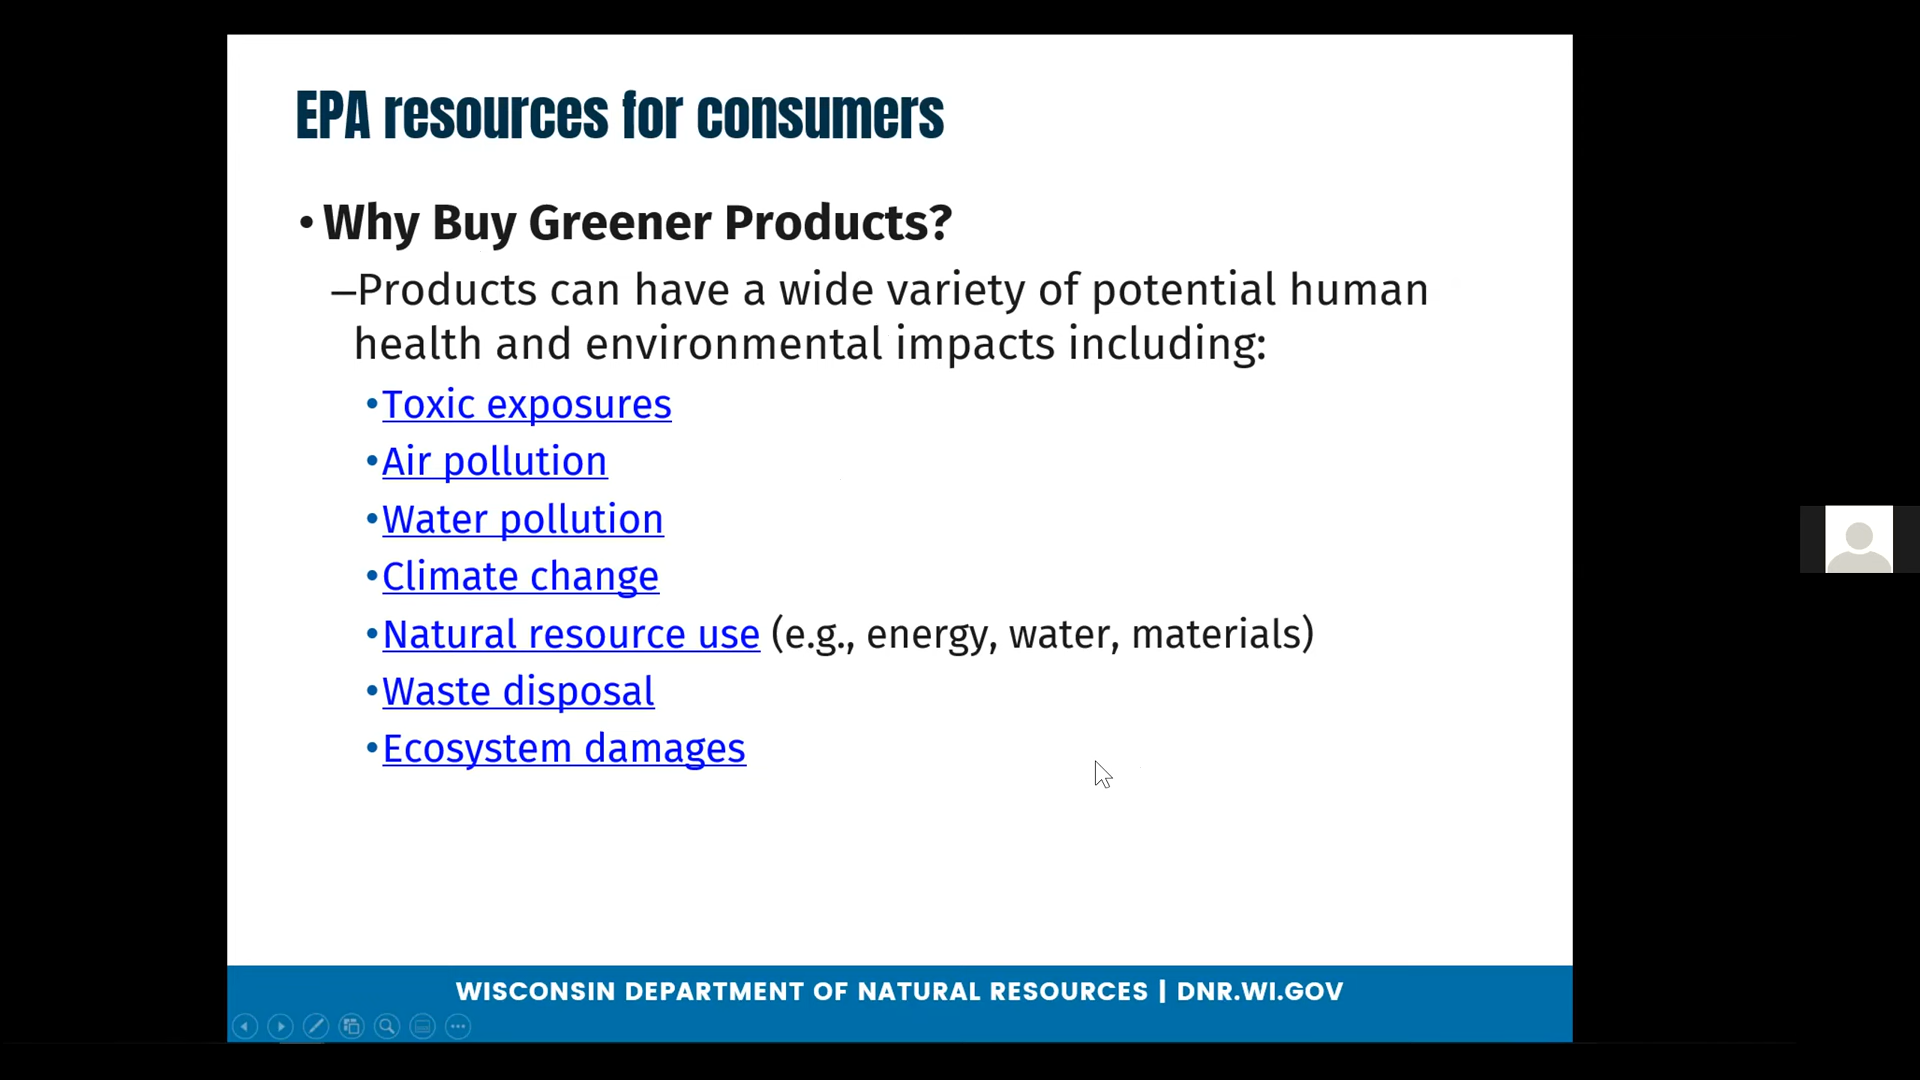 EPA resources for consumers
• Why Buy Greener Products?
–Products can have a wide variety of potential human
health and environmental impacts including:
•Toxic exposures
•Air pollution
•Water pollution
•Climate change
•Natural resource use (e.g., energy, water, materials)
•Waste disposal
•Ecosystem damages
WISCONSIN DEPARTMENT OF NATURAL RESOURCES | DNR.WI.GOV